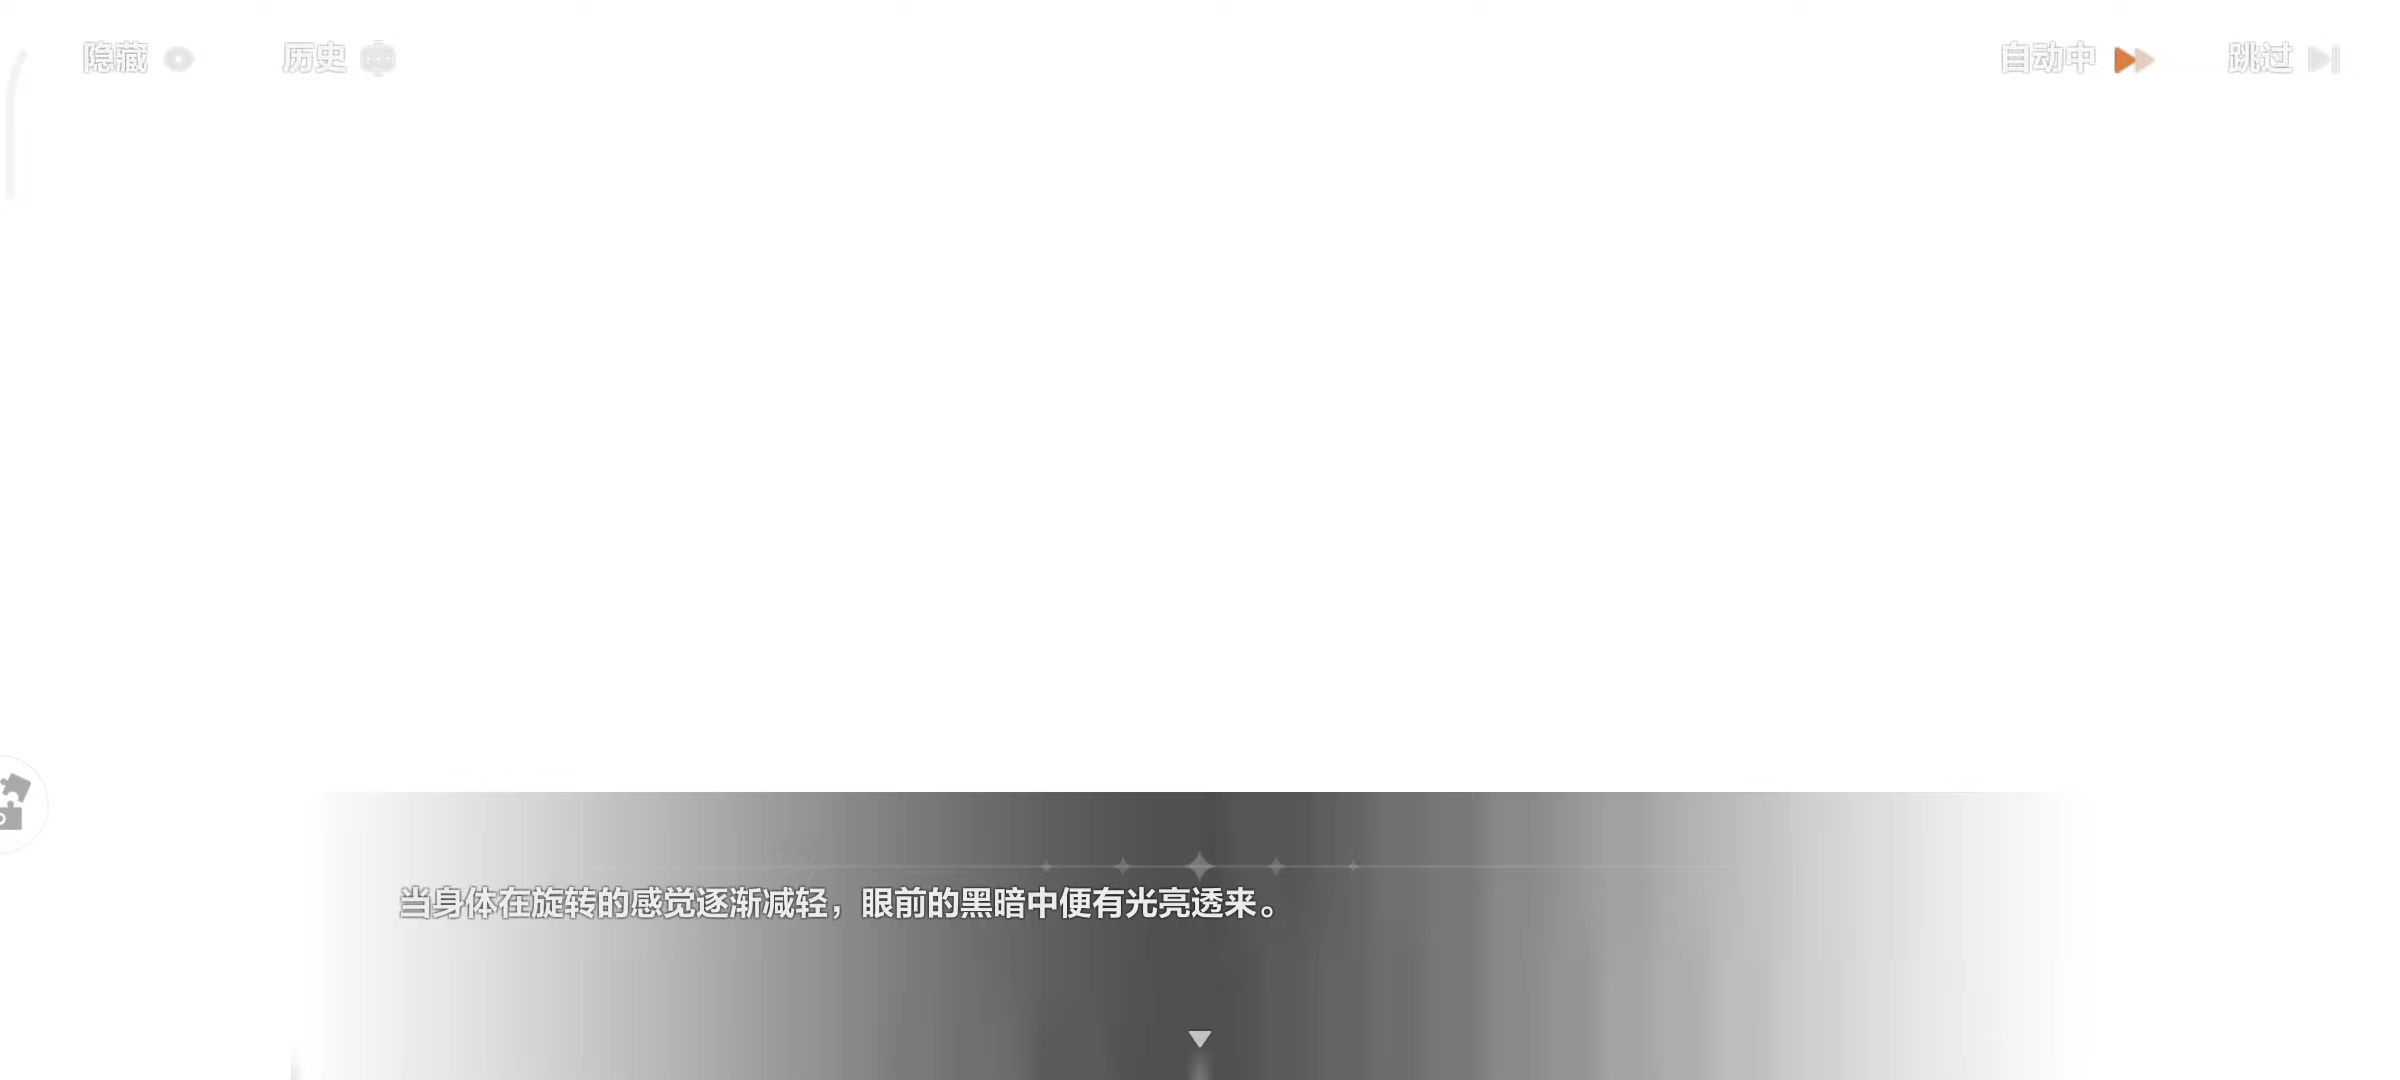 隐藏
历史
自动中
跳过
当身体在旋转的感觉逐渐减轻，眼前的黑暗中便有光亮透来。